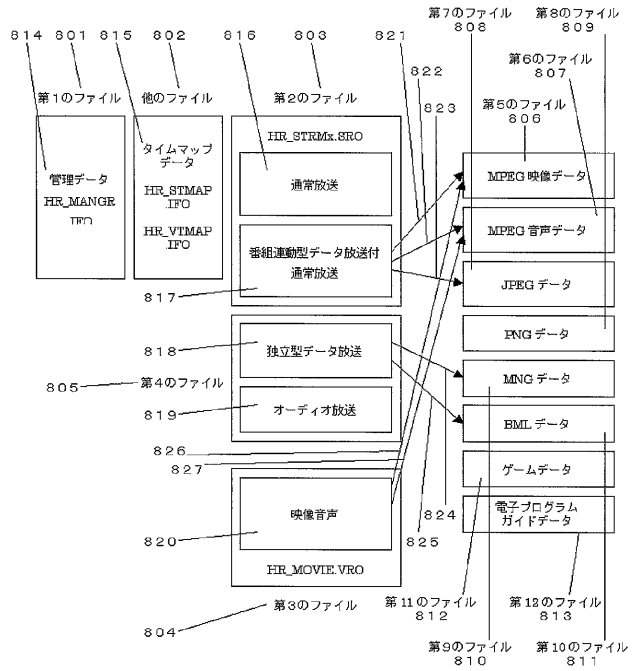 第7のファイル
808
第8のファイル
809
814
801
815
802
816
803
821
822
823
第6のファイル
807
第5のファイル
806
第1のファイル
他のファイル
第2のファイル
管理データ
HR_MANGR
.IFO
タイムマップ
データ
HR_STMAP
.IFO
HR_VTMAP
.IFO
HR_STRMx.SRO
通常放送
番組連動型データ放送付
通常放送
817
MPEG 映像データ
MPEG 音声データ
JPEG データ
PNG データ
MNG データ
BML データ
ゲームデータ
電子プログラム
ガイドデータ
818
独立型データ放送
805
第4のファイル
819
オーディオ放送
826
827
820
映像音声
HR_MOVIE.VRO
824
825
第3のファイル
804
第11のファイル
812
第12のファイル
813
第9のファイル
810
第10のファイル
811